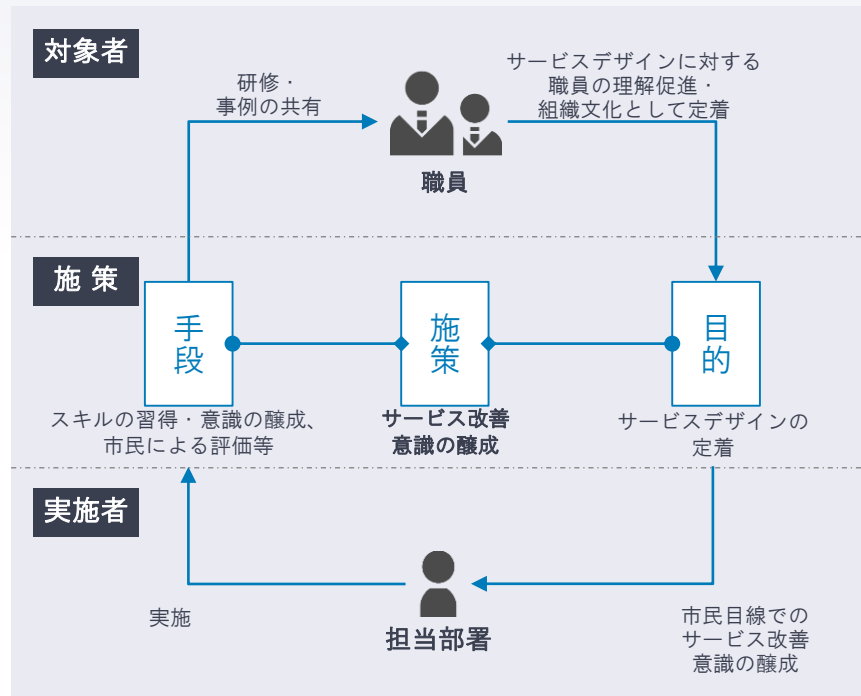 対象者
研修・
事例の共有
サービスデザインに対する
職員の理解促進・
組織文化として定着
職員
施 策
手段
施策
目的
スキルの習得・意識の醸成、
市民による評価等
サービス改善
意識の醸成
サービスデザインの
定着
実施者
実施
担当部署
市民目線での
サービス改善
意識の醸成